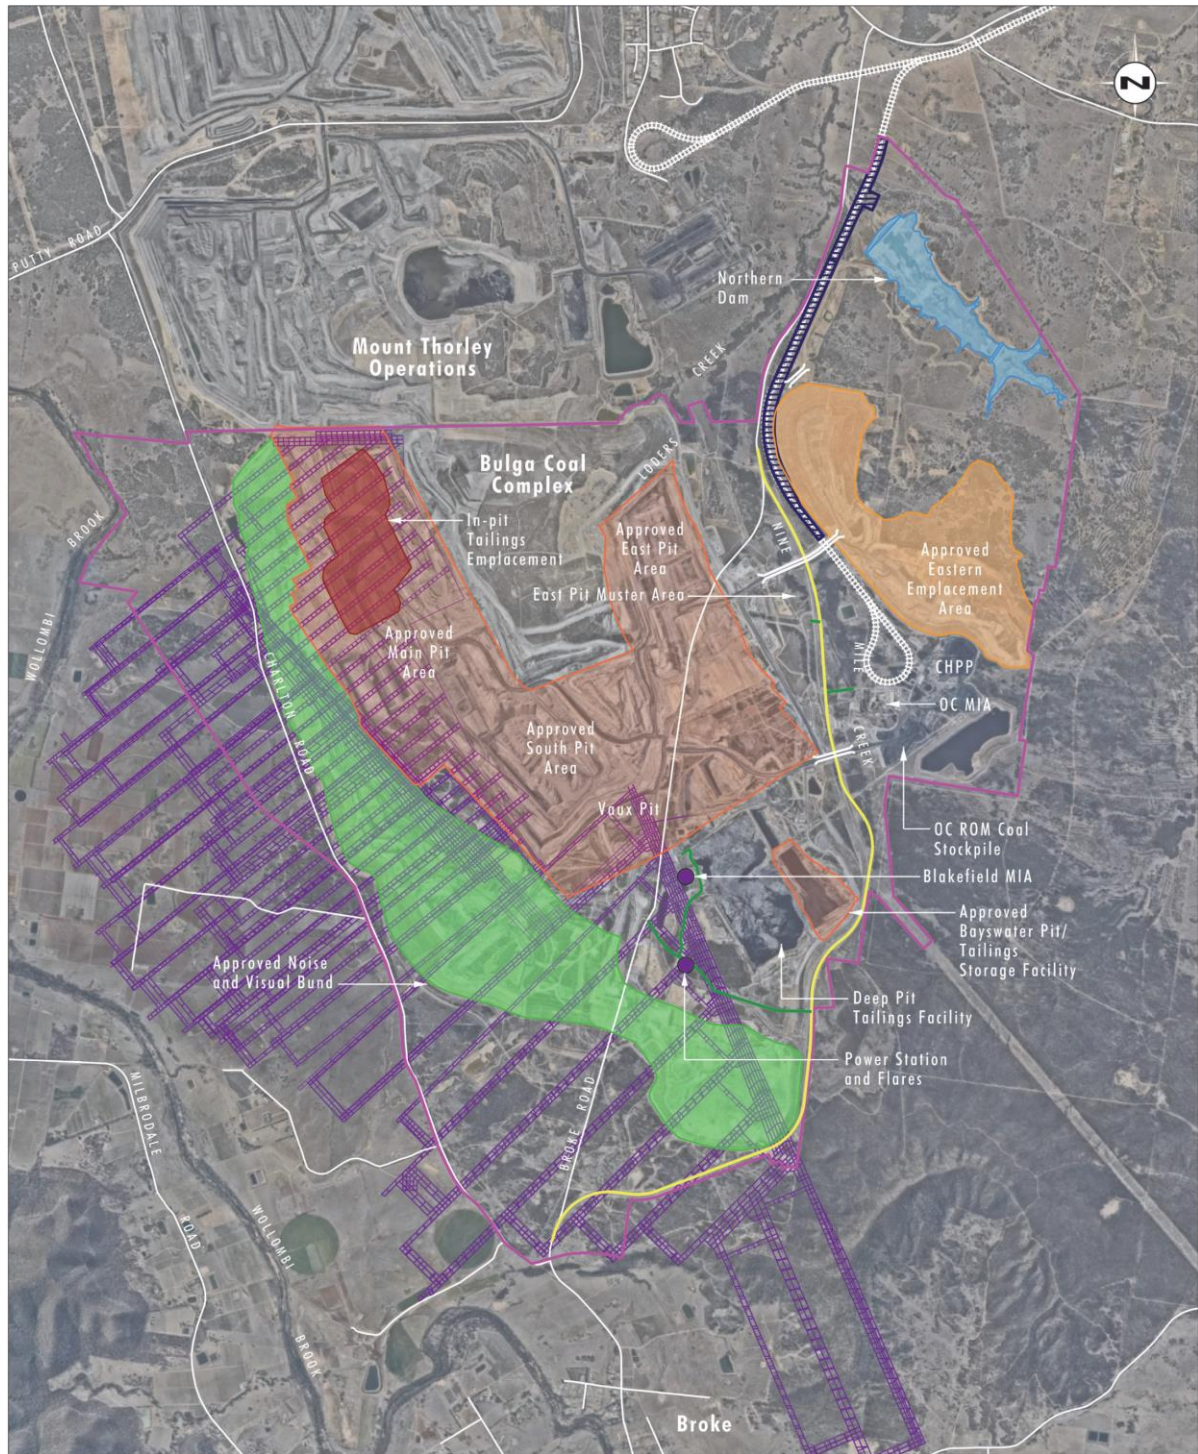 N
PUTTY ROAD
Northern
Dam
Mount Thorley
Operations
CREEK
LODERS
Bulga Coal
Complex
BROOK
WOLLOMBI
In-pit
Tailings
Emplacement
Approved
East Pit
Area
NINE
MILE
CREEK
Approved
Eastern
Emplacement
Area
East Pit Muster Area
Approved
Main Pit
Area
CHARLTON ROAD
CHPP
OC MIA
Approved
South Pit
Area
Vaux Pit
OC ROM Coal
Stockpile
Blakefield MIA
Approved
Bayswater Pit/
Tailings
Storage Facility
Approved Noise
and Visual Bund
Deep Pit
Tailings Facility
Power Station
and Flares
BROKE ROAD
MILBRODALE
ROAD
WOLLOMBI
BROOK
Broke